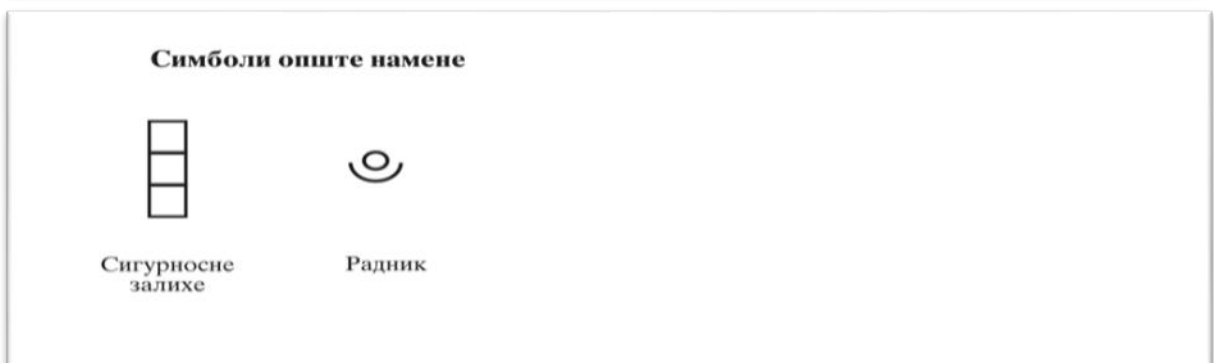 Симболи опште намене
Сигурносне
залихе
Радник